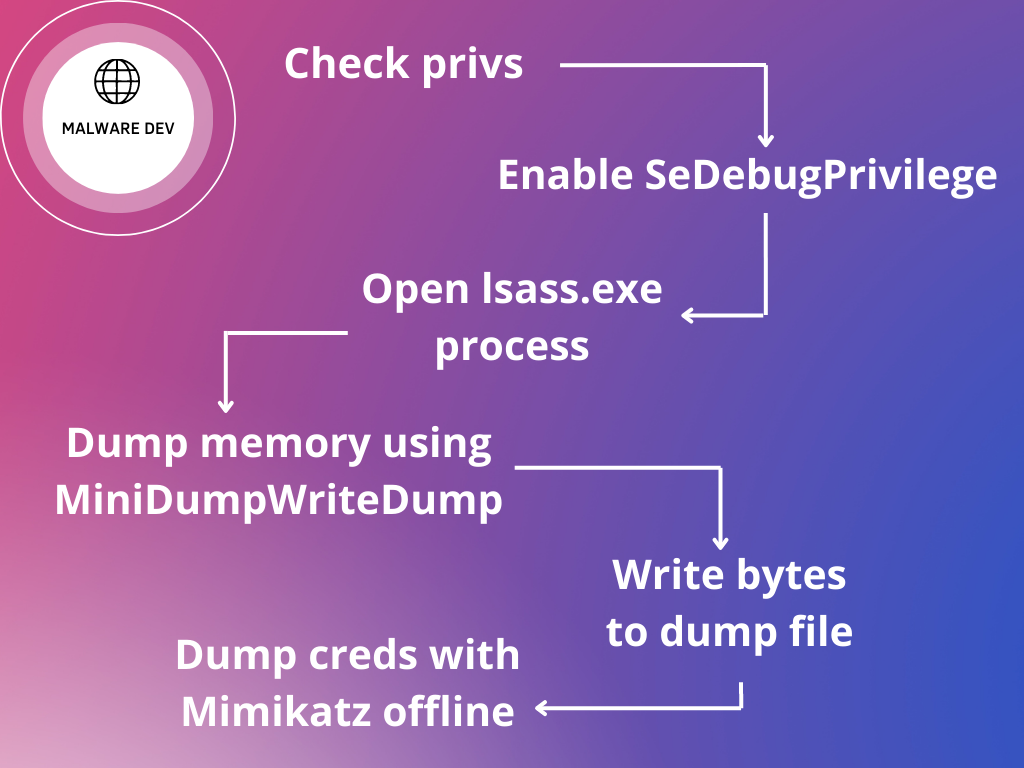 MALWARE DEV
Check privs
Enable SeDebugPrivilege
Open lsass.exe
process
Dump memory using
MiniDumpWriteDump
Write bytes
to dump file
Dump creds with
Mimikatz offline